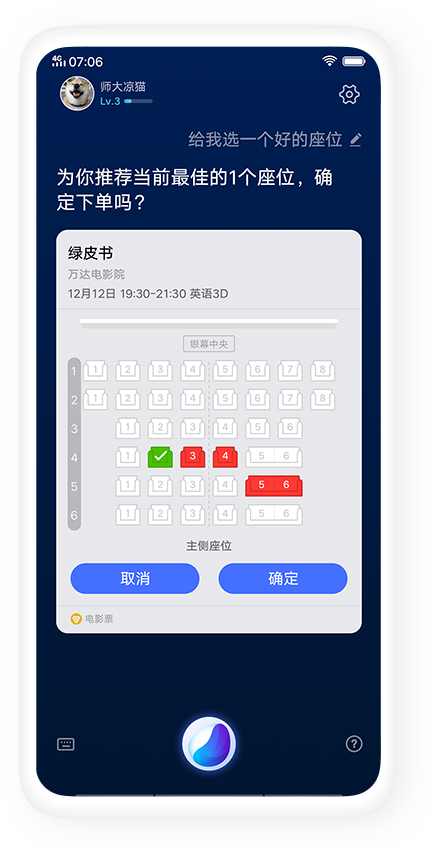 4G 07:06
师大凉猫
Lv.3
给我选一个好的座位
为你推荐当前最佳的1个座位，确
定下单吗？
绿皮书
万达电影院
12月12日 19:30-21:30 英语3D
银幕中央
1 1 2 3 4 5 6 7 8
2 1 2 3 4 5 6 7 8
3 1 2 3 4 5 6
4 1 3 4 5 6
5 1 2 3 4 5 6
6 1 2 3 4 5 6
主侧座位
取消 确定
电影票
?